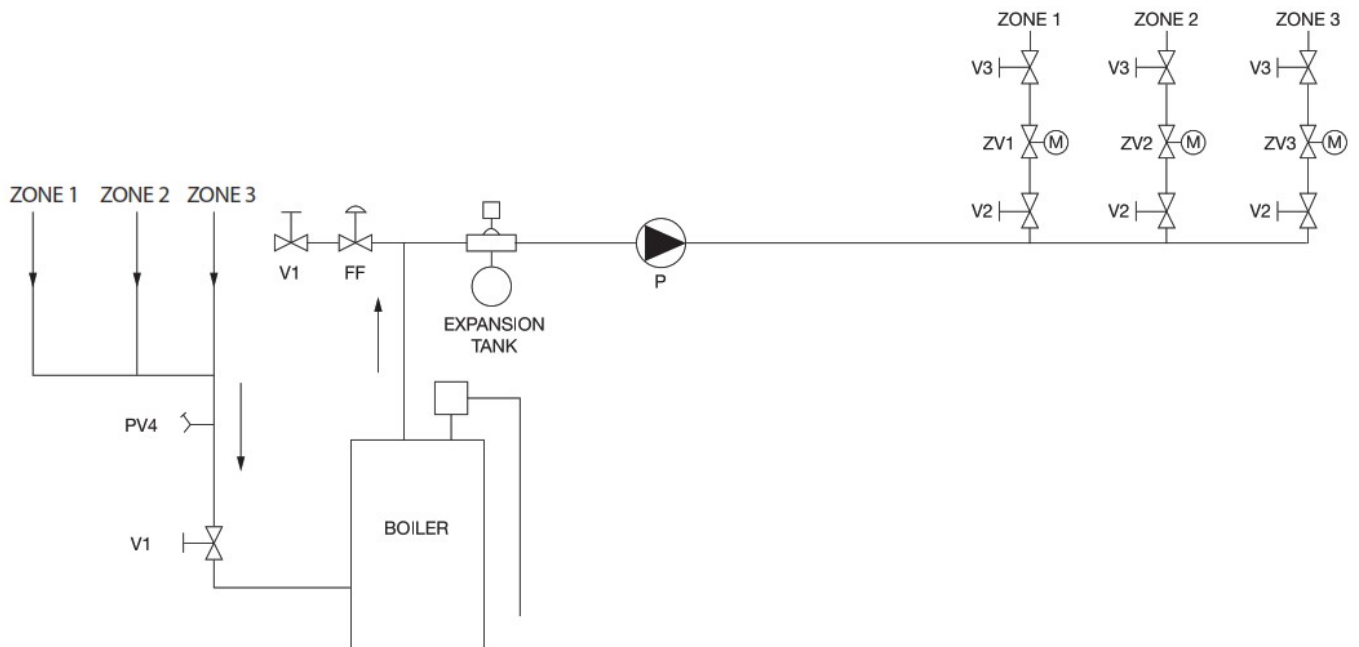 ZONE 1 ZONE 2 ZONE 3
V3 V3 V3
ZV1 M ZV2 M ZV3 M
ZONE 1 ZONE 2 ZONE 3
V2 V2 V2
V1 FF P
EXPANSION
TANK
PV4
BOILER
V1